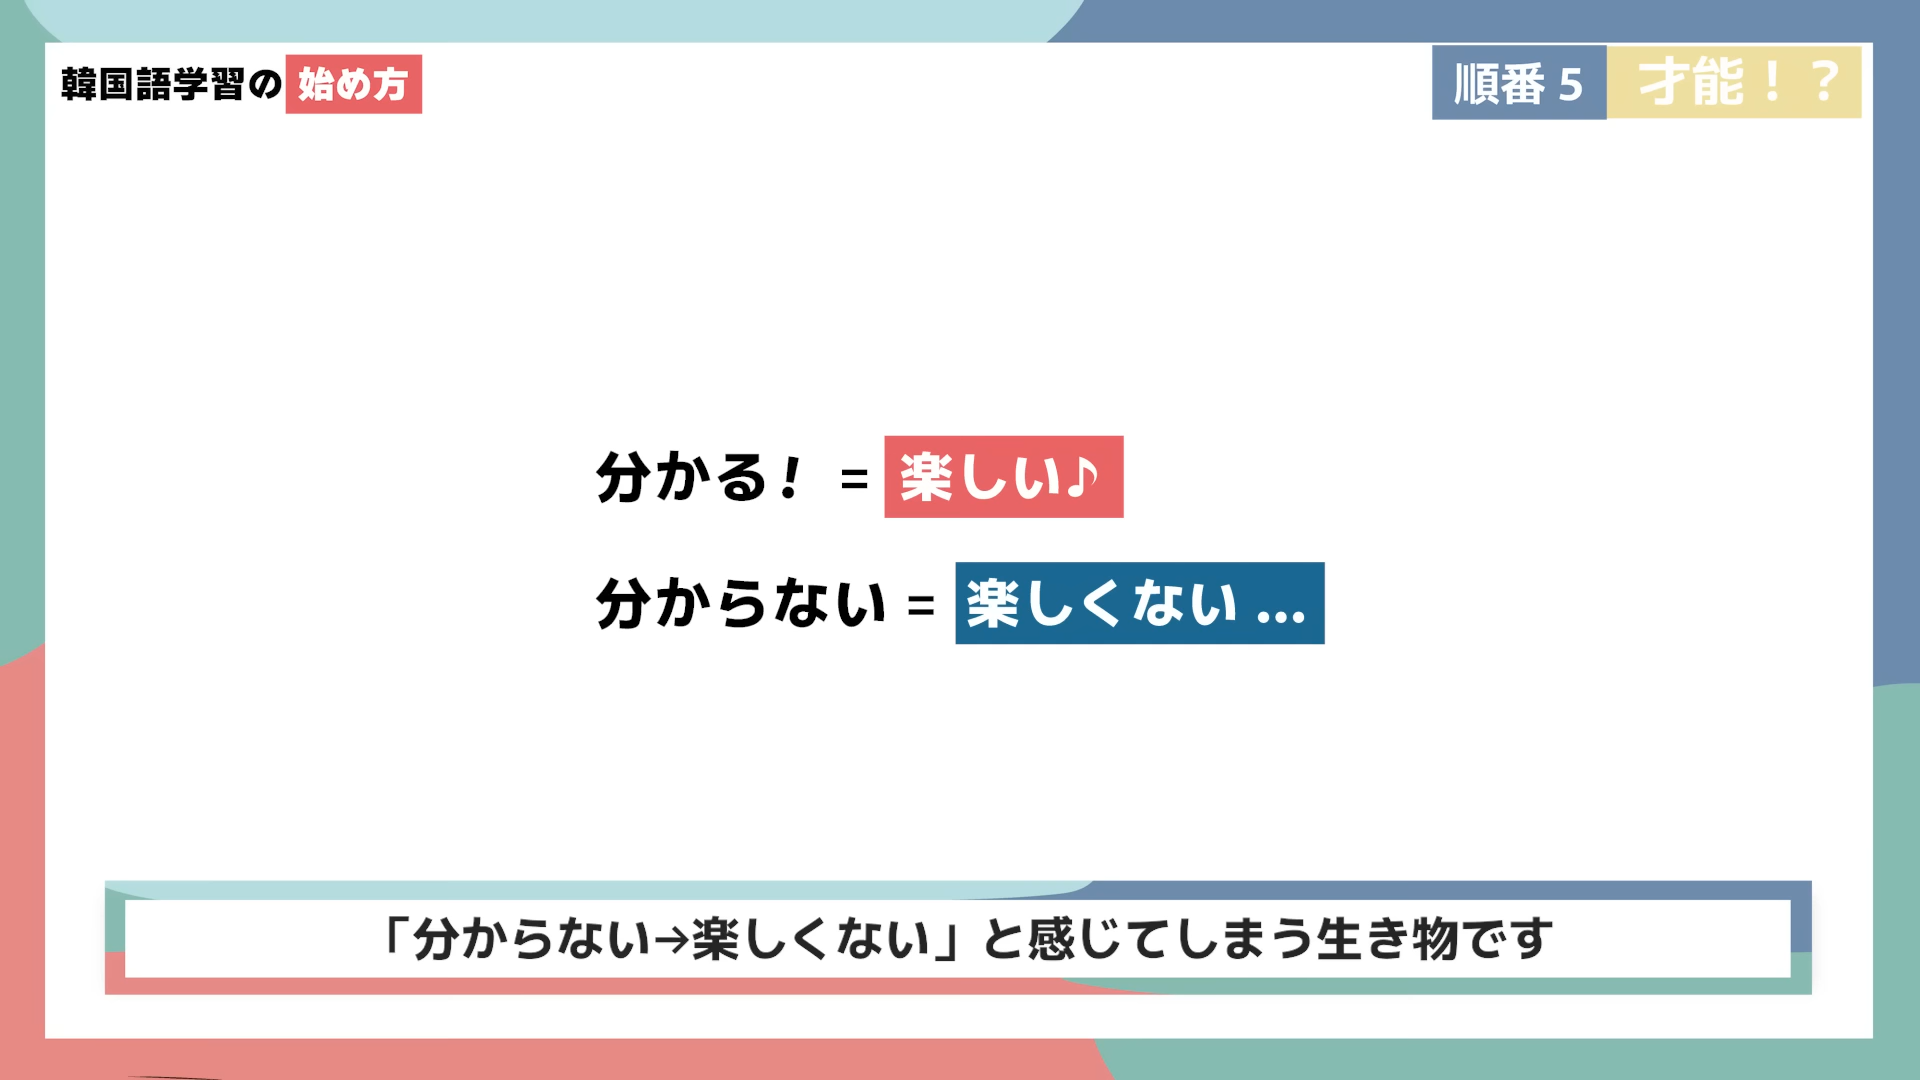 韓国語学習の始め方
順番5 才能！？
分かる！ = 楽しい♪
分からない = 楽しくない...
「分からない→楽しくない」と感じてしまう生き物です